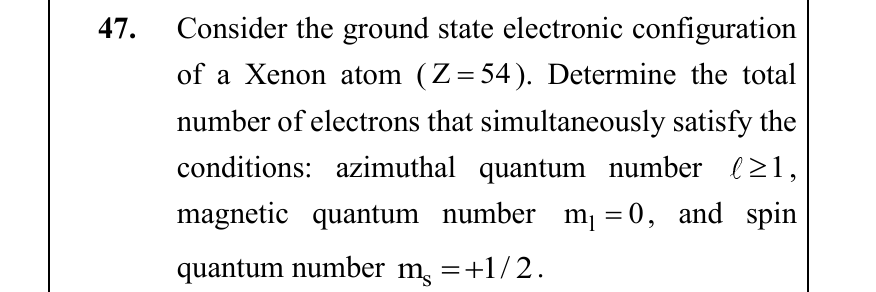 47. Consider the ground state electronic configuration
of a Xenon atom (Z=54). Determine the total
number of electrons that simultaneously satisfy the
conditions: azimuthal quantum number ℓ≥1,
magnetic quantum number mₗ=0, and spin
quantum number mₛ=+1/2.